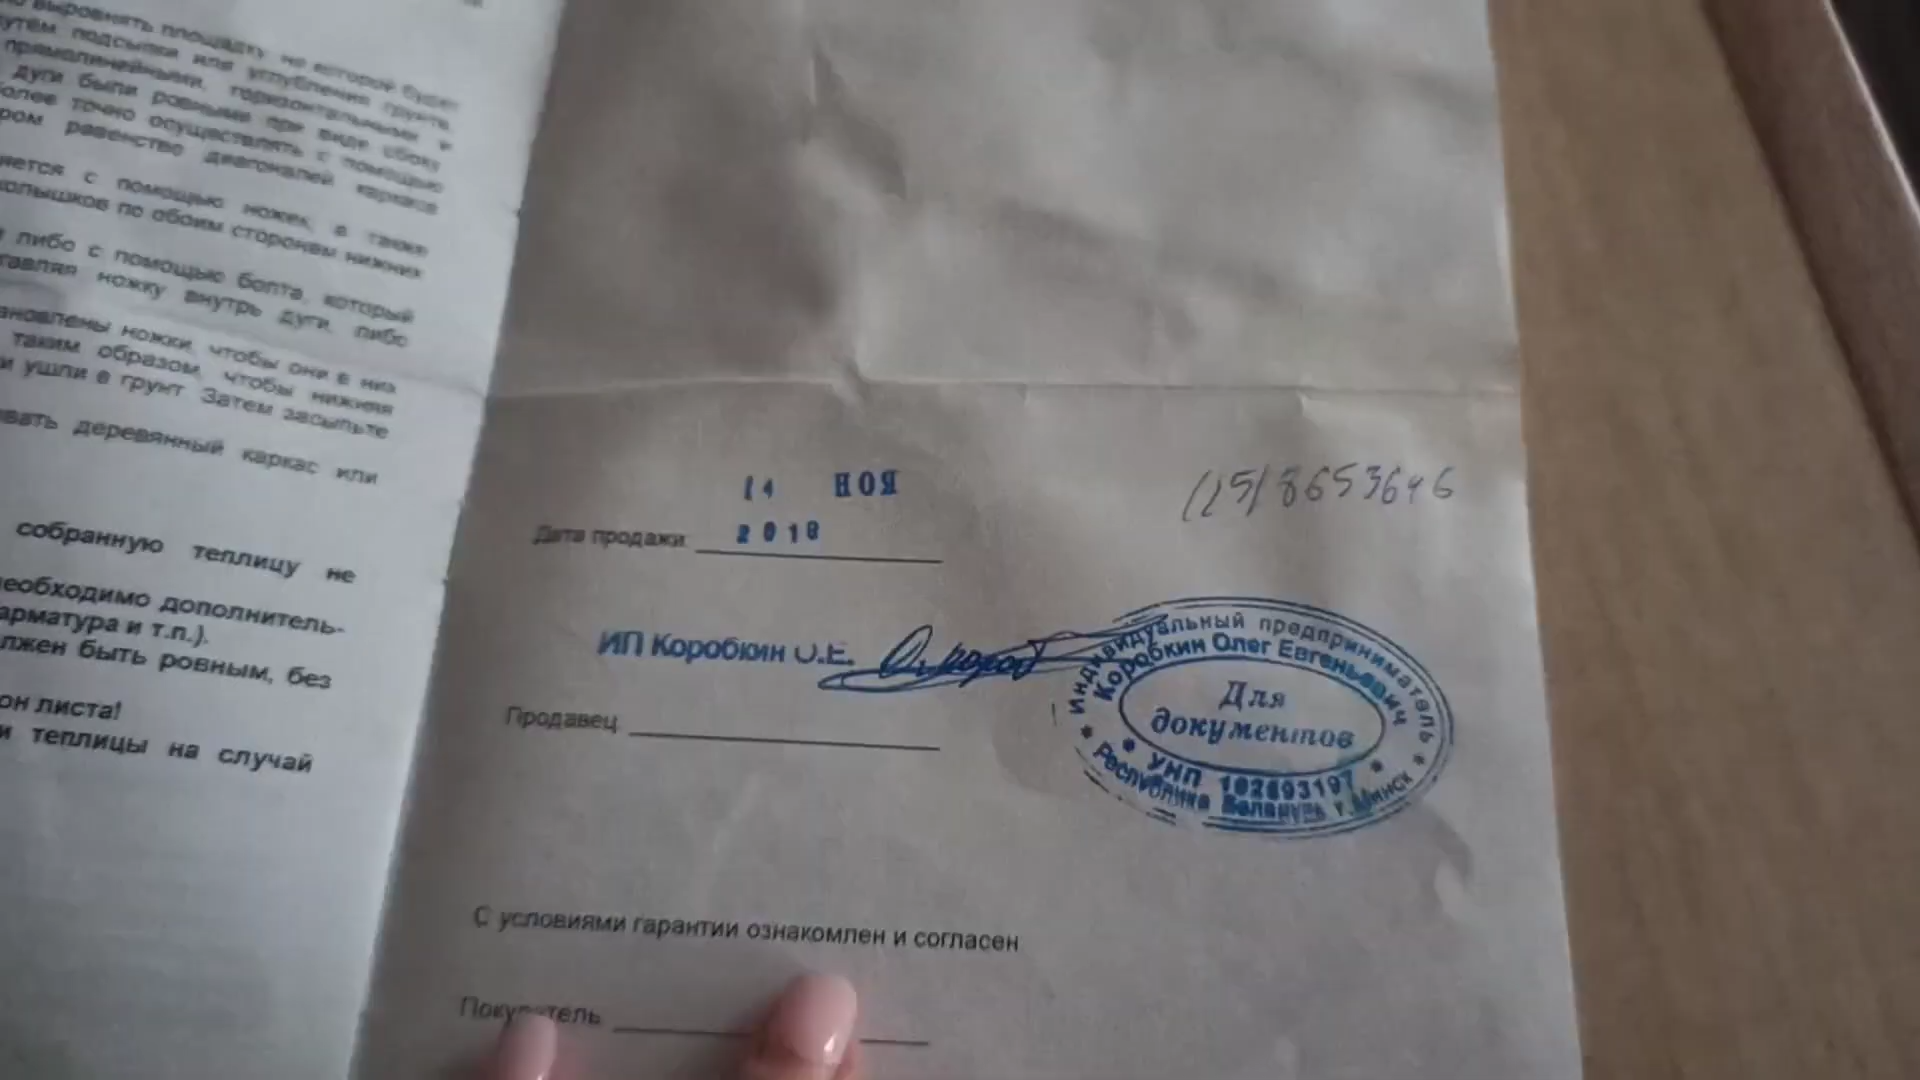 о выровнять площадку, на которой будет
путём подсыпки или углубления грунта,
прямолинейными, горизонтальными и
дуги были ровными при виде сбоку
более точно осуществлять с помощью
ром равенство диагоналей каркаса
яется с помощью ножек, а также
колышков по обоим сторонам нижних
либо с помощью болта, который
тавляя ножку внутрь дуги, либо
ановлены ножки, чтобы они в них
таким образом, чтобы нижняя
и ушли в грунт. Затем засыпьте
вать деревянный каркас или
собранную теплицу не
необходимо дополнитель-
арматура и т.п.).
лжен быть ровным, без
он листа!
и теплицы на случай
14 НОЯ
2018
Дата продажи
(25)8653646
ИП Коробкин О.Е.
Продавец
Индивидуальный предприниматель
Коробкин Олег Евгеньевич
Для
документов
УНП 102693197
Республика Беларусь г.Минск
С условиями гарантии ознакомлен и согласен
Покупатель